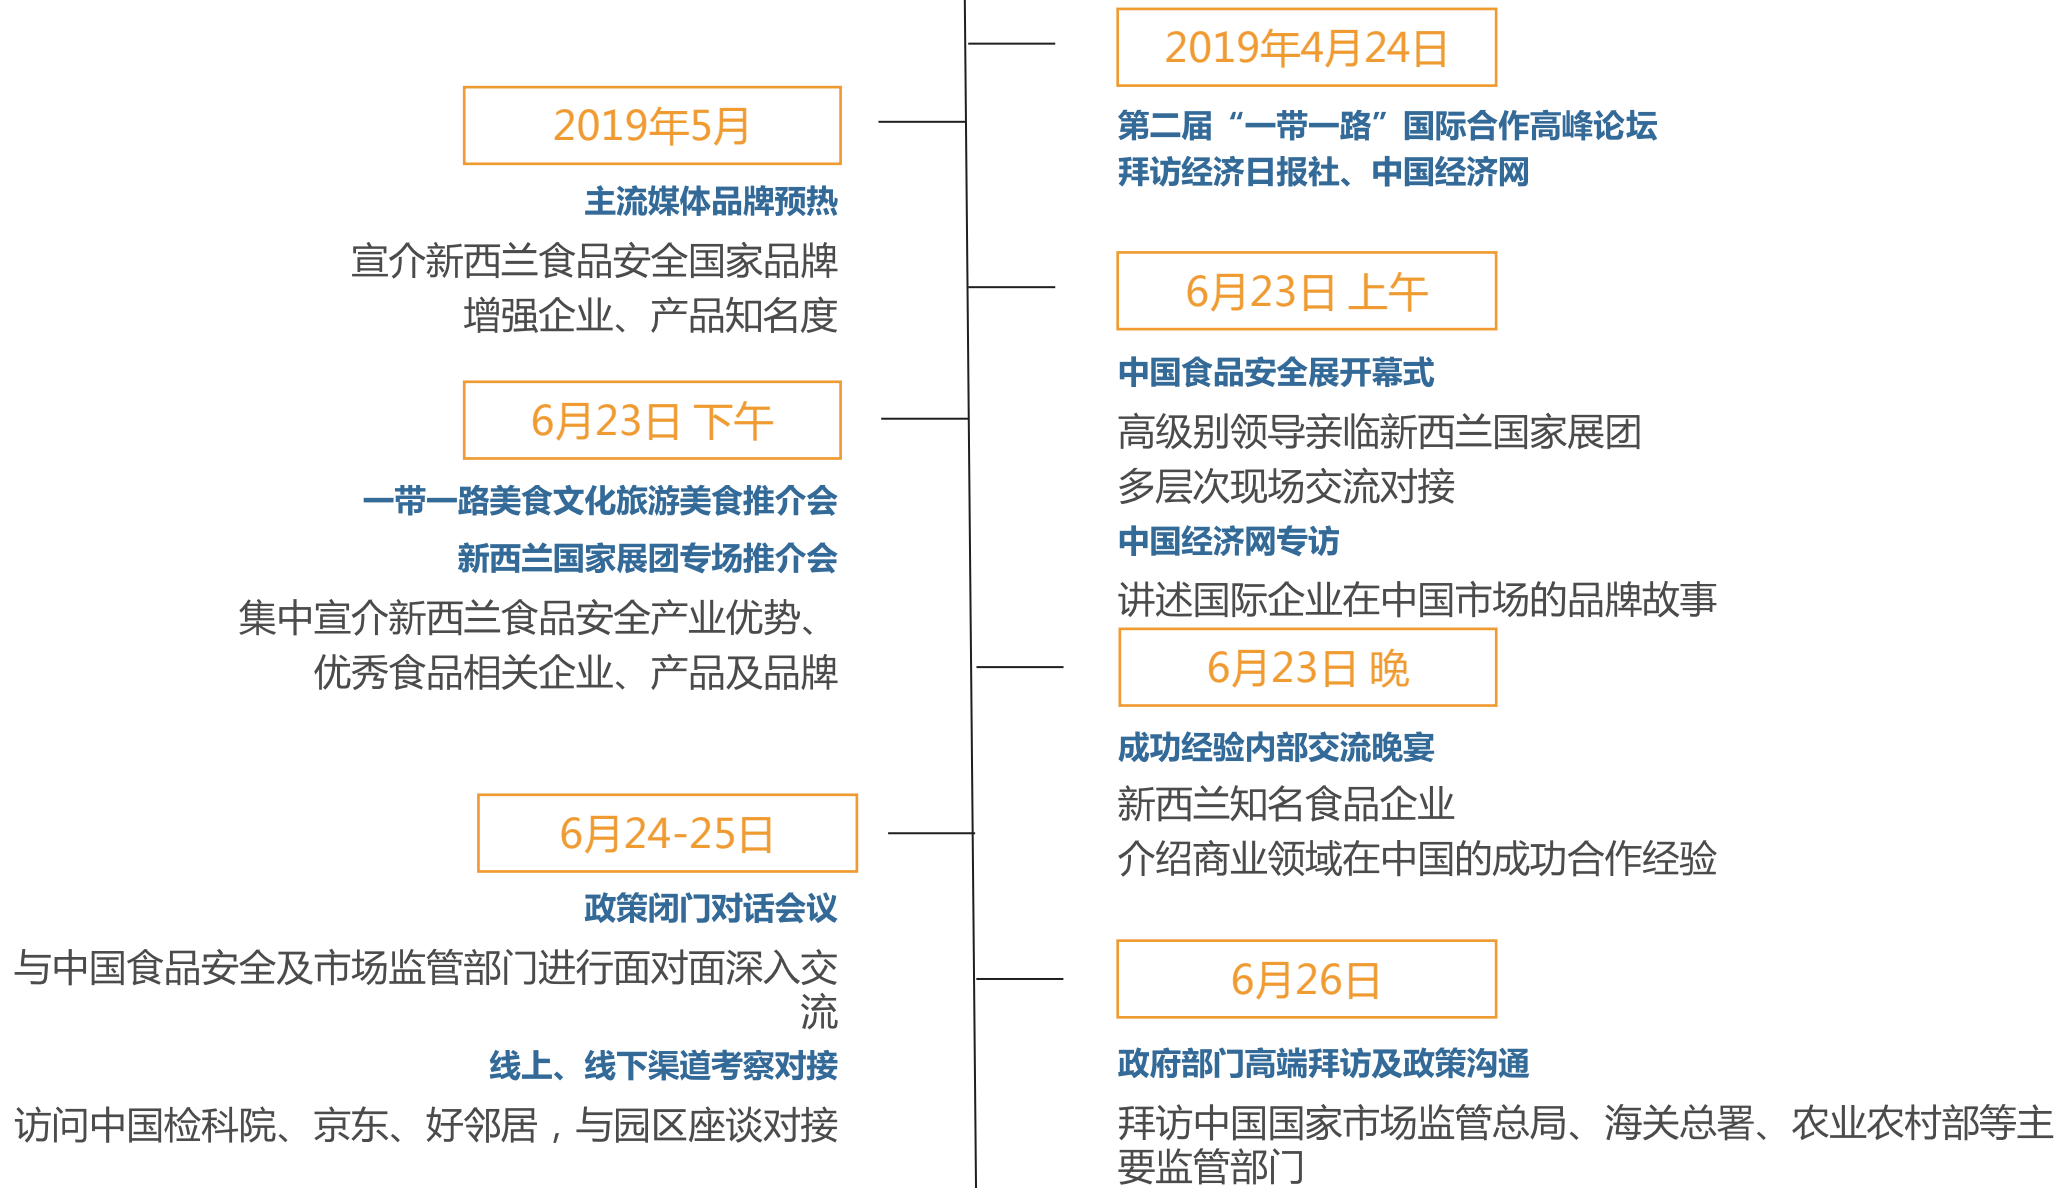 2019年4月24日
第二届“一带一路”国际合作高峰论坛
拜访经济日报社、中国经济网
2019年5月
主流媒体品牌预热
宣介新西兰食品安全国家品牌
增强企业、产品知名度
6月23日 上午
中国食品安全展开幕式
高级别领导亲临新西兰国家展团
多层次现场交流对接
中国经济网专访
讲述国际企业在中国市场的品牌故事
6月23日 下午
一带一路美食文化旅游美食推介会
新西兰国家展团专场推介会
集中宣介新西兰食品安全产业优势、
优秀食品相关企业、产品及品牌
6月23日 晚
成功经验内部交流晚宴
新西兰知名食品企业
介绍商业领域在中国的成功合作经验
6月24-25日
政策闭门对话会议
与中国食品安全及市场监管部门进行面对面深入交
流
线上、线下渠道考察对接
访问中国检科院、京东、好邻居，与园区座谈对接
6月26日
政府部门高端拜访及政策沟通
拜访中国国家市场监管总局、海关总署、农业农村部等主
要监管部门